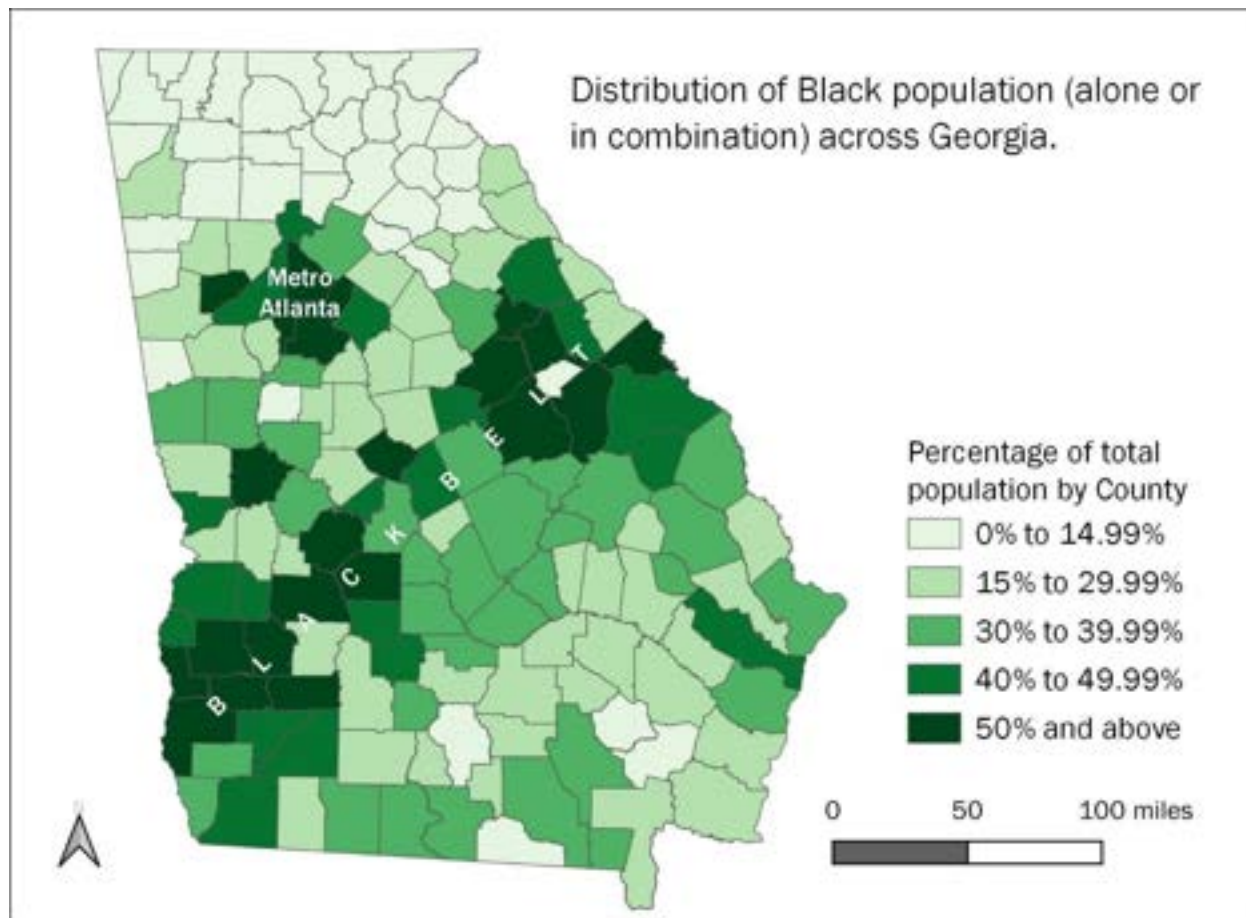 Distribution of Black population (alone or
in combination) across Georgia.
Metro
Atlanta
BLACK BELT
Percentage of total
population by County
0% to 14.99%
15% to 29.99%
30% to 39.99%
40% to 49.99%
50% and above
0 50 100 miles